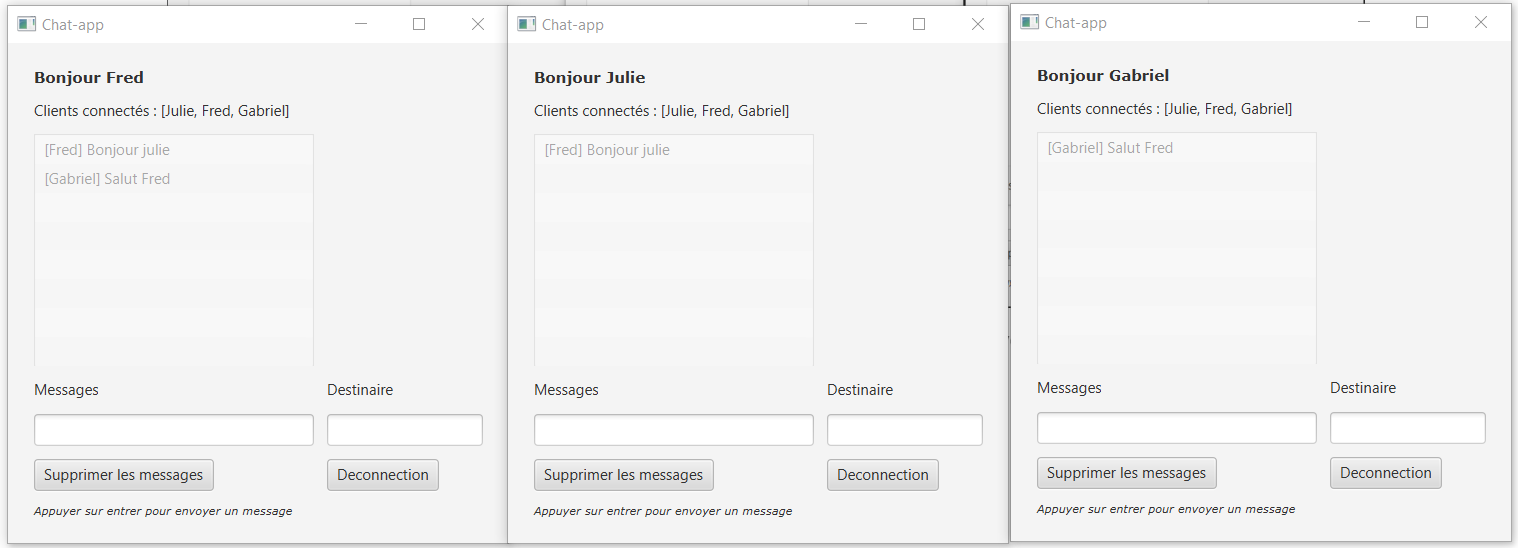 Chat-app
Bonjour Fred
Clients connectés : [Julie, Fred, Gabriel]
[Fred] Bonjour julie
[Gabriel] Salut Fred
Messages
Destinaire
Supprimer les messages
Deconnection
Appuyer sur entrer pour envoyer un message
Chat-app
Bonjour Julie
Clients connectés : [Julie, Fred, Gabriel]
[Fred] Bonjour julie
Messages
Destinaire
Supprimer les messages
Deconnection
Appuyer sur entrer pour envoyer un message
Chat-app
Bonjour Gabriel
Clients connectés : [Julie, Fred, Gabriel]
[Gabriel] Salut Fred
Messages
Destinaire
Supprimer les messages
Deconnection
Appuyer sur entrer pour envoyer un message